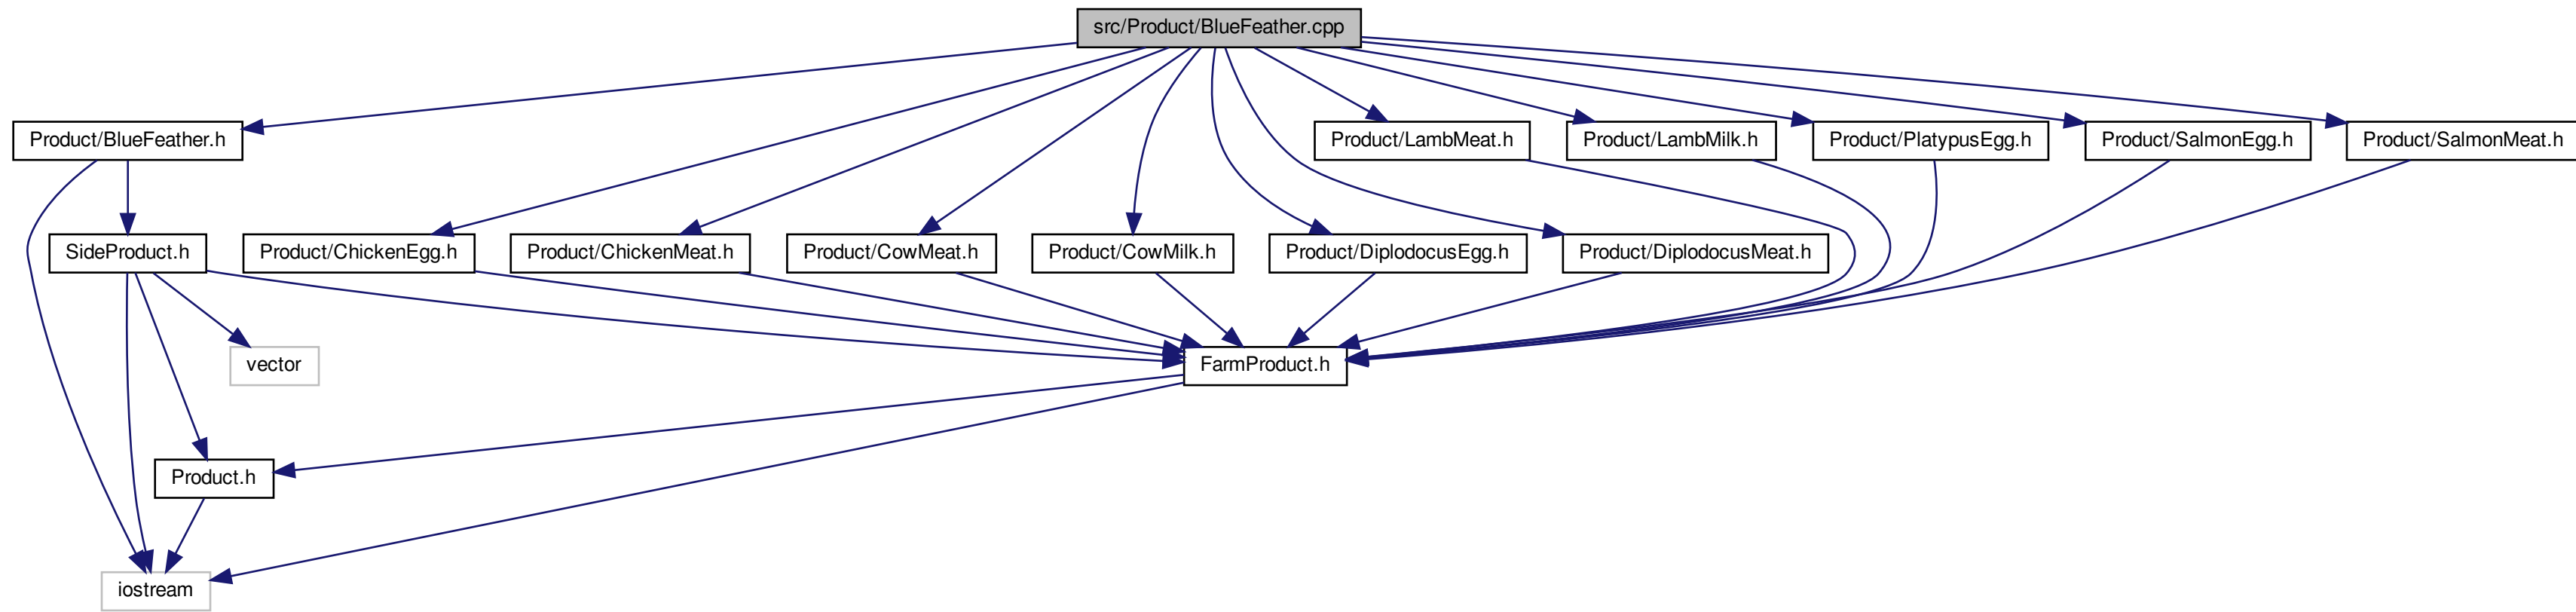 src/Product/BlueFeather.cpp
Product/BlueFeather.h
Product/LambMeat.h
Product/LambMilk.h
Product/PlatypusEgg.h
Product/SalmonEgg.h
Product/SalmonMeat.h
SideProduct.h
Product/ChickenEgg.h
Product/ChickenMeat.h
Product/CowMeat.h
Product/CowMilk.h
Product/DiplodocusEgg.h
Product/DiplodocusMeat.h
vector
FarmProduct.h
Product.h
iostream